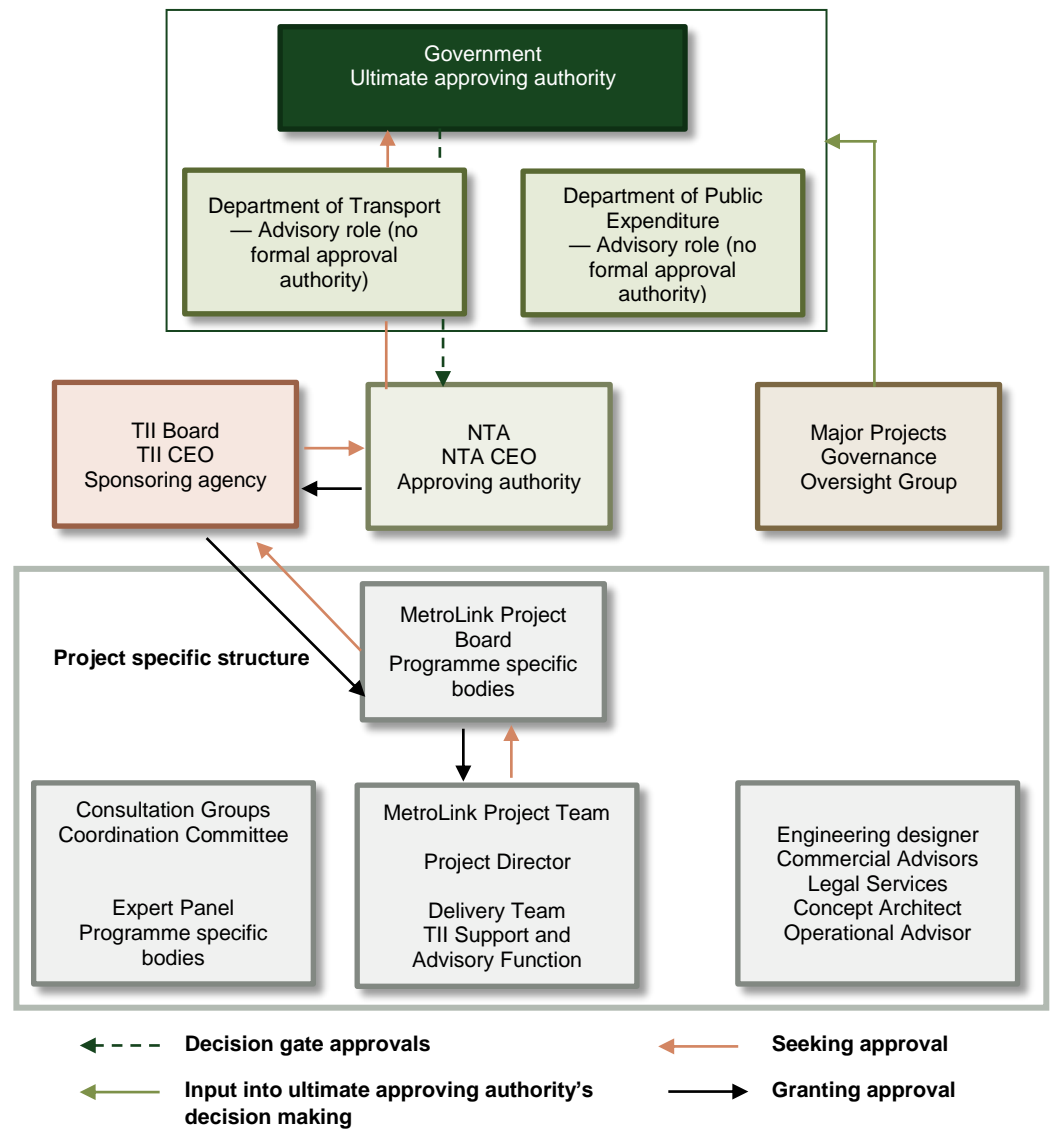 Government
Ultimate approving authority
Department of Transport
— Advisory role (no
formal approval
authority)
Department of Public
Expenditure
— Advisory role (no
formal approval
authority)
TII Board
TII CEO
Sponsoring agency
NTA
NTA CEO
Approving authority
Major Projects
Governance
Oversight Group
Project specific structure
MetroLink Project
Board
Programme specific
bodies
Consultation Groups
Coordination Committee
Expert Panel
Programme specific
bodies
MetroLink Project Team
Project Director
Delivery Team
TII Support and
Advisory Function
Engineering designer
Commercial Advisors
Legal Services
Concept Architect
Operational Advisor
Decision gate approvals
Seeking approval
Input into ultimate approving authority’s
decision making
Granting approval